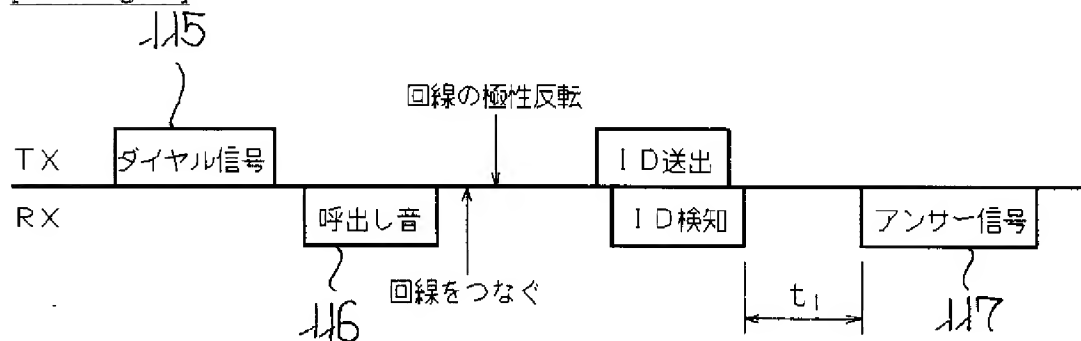 115
回線の極性反転
TX
ダイヤル信号
ID送出
RX
呼出し音
ID検知
アンサー信号
回線をつなぐ
t1
116
117